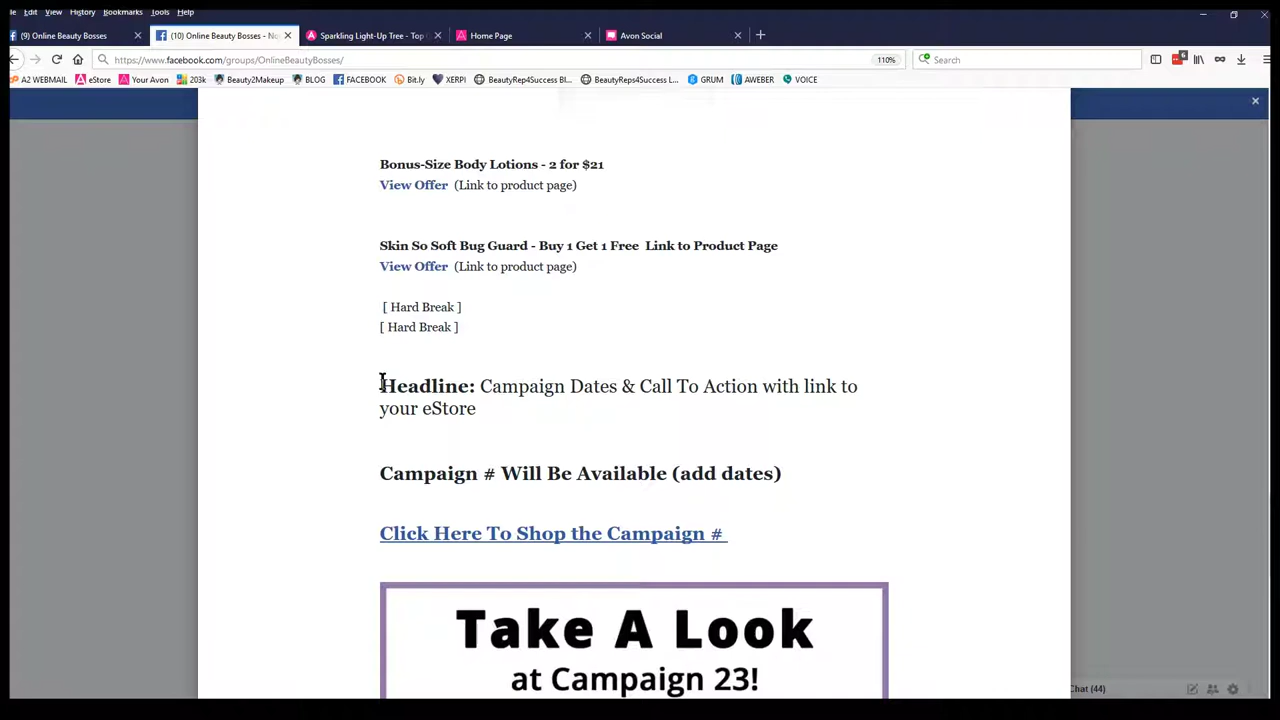 Edit View History Bookmarks Tools Help
(9) Online Beauty Bosses
(10) Online Beauty Bosses - No
Sparkling Light-Up Tree - Top
Home Page
Avon Social
https://www.facebook.com/groups/OnlineBeautyBosses/
110%
Search
6
A2 WEBMAIL eStore Your Avon 203k Beauty2Makeup BLOG FACEBOOK Bit.ly XERPI BeautyRep4Success Bl... BeautyReps4Success L... GRUM AWEBER VOICE
Bonus-Size Body Lotions - 2 for $21
View Offer (Link to product page)
Skin So Soft Bug Guard - Buy 1 Get 1 Free Link to Product Page
View Offer (Link to product page)
[ Hard Break ]
[ Hard Break ]
Headline: Campaign Dates & Call To Action with link to
your eStore
Campaign # Will Be Available (add dates)
Click Here To Shop the Campaign #
Take A Look
at Campaign 23!
Chat (44)